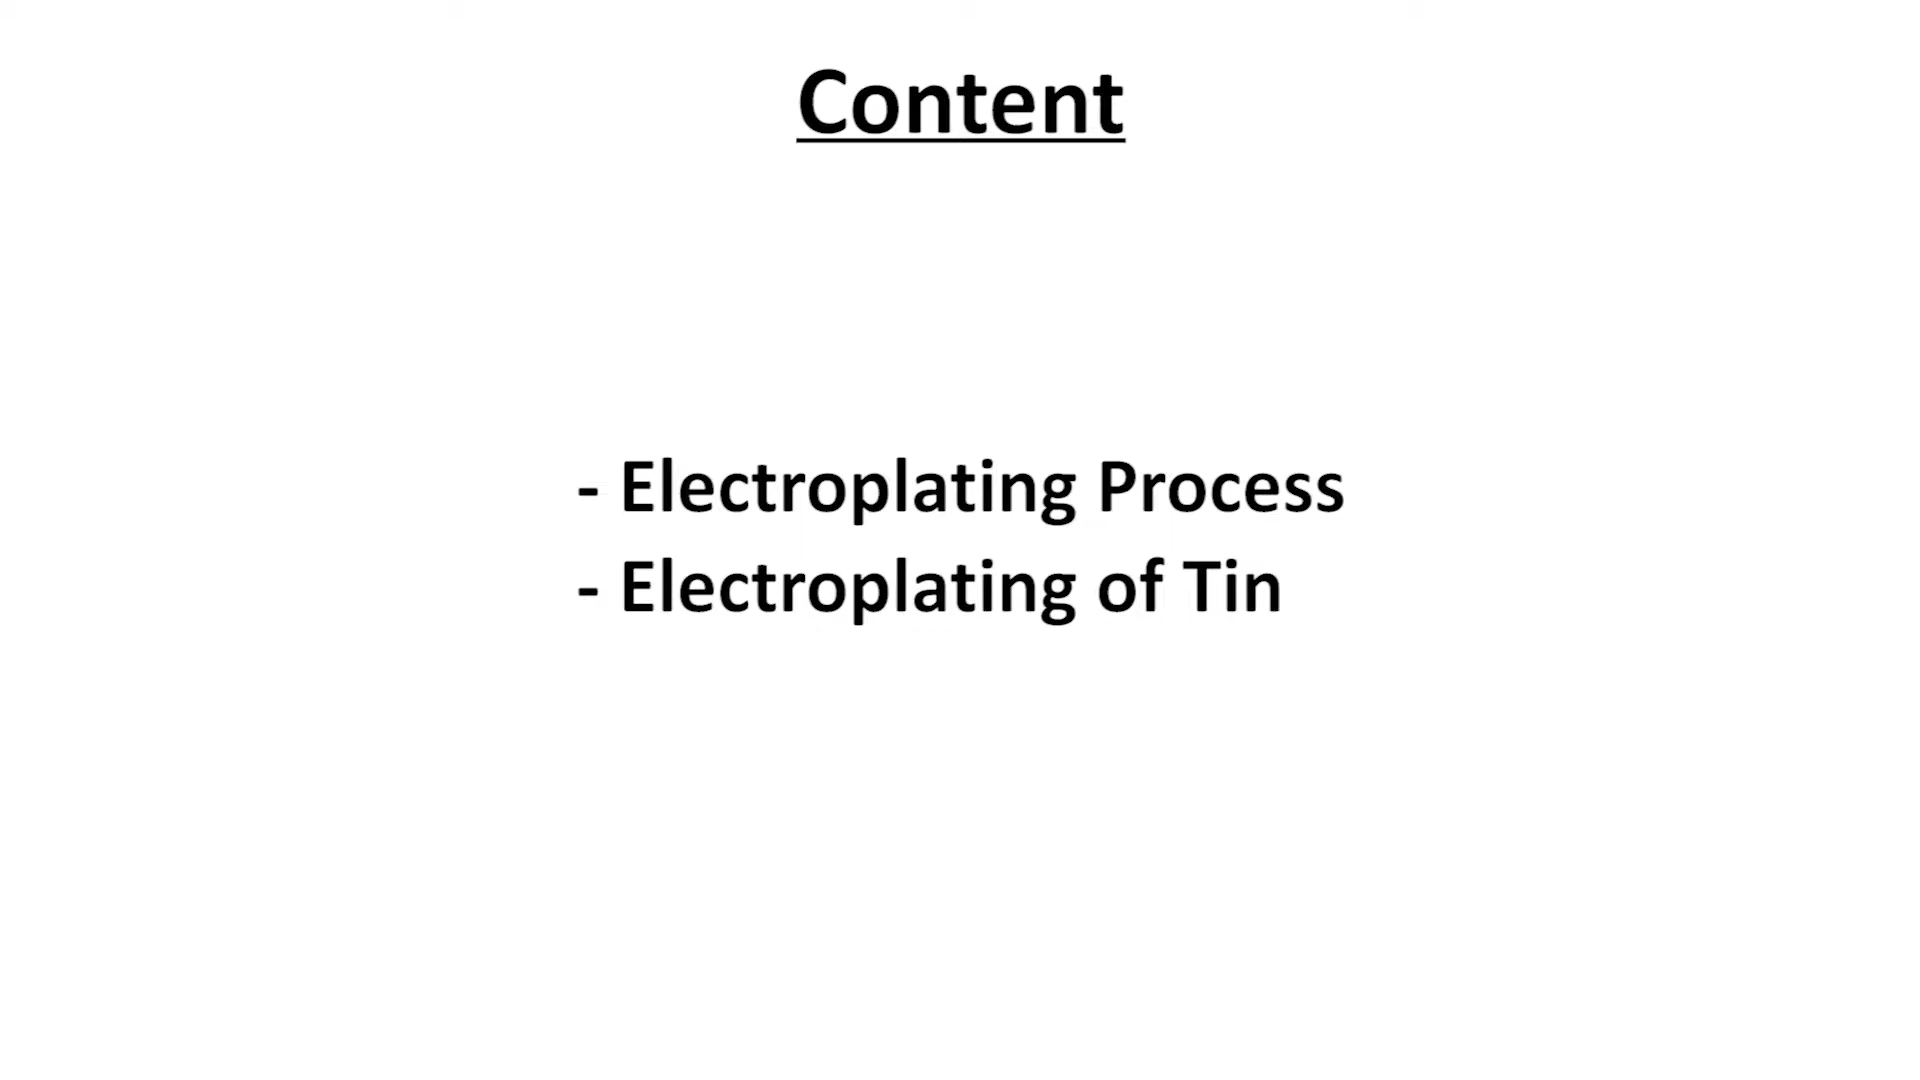 Content
- Electroplating Process
- Electroplating of Tin